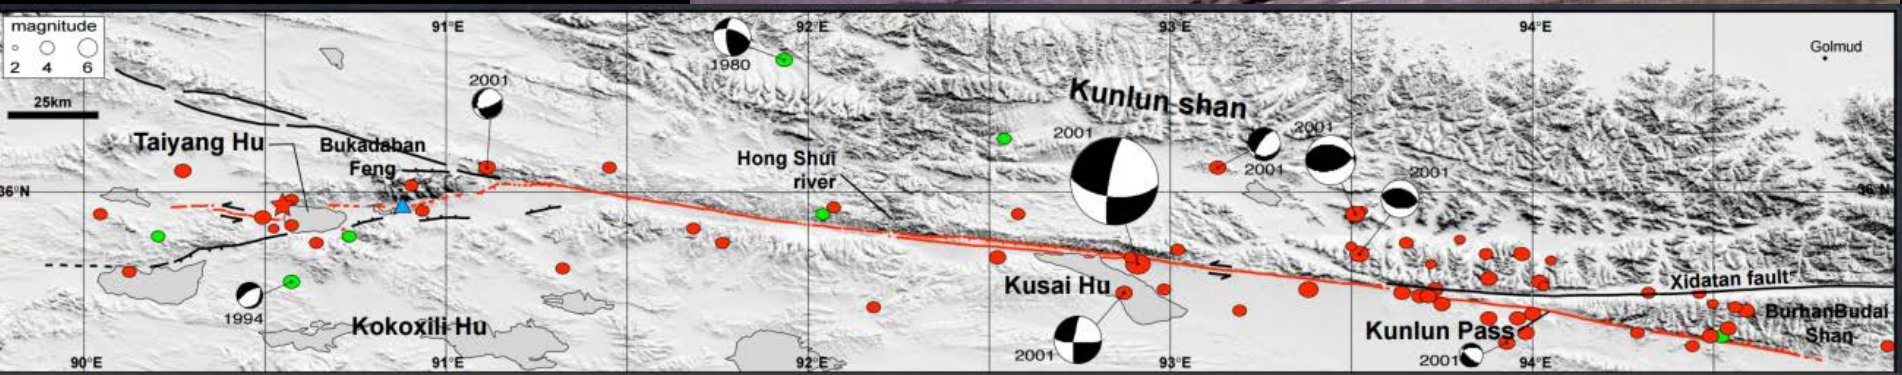 magnitude
2 4 6
25km
91°E
92°E
93°E
94°E
Golmud
1980
2001
Kunlun shan
Taiyang Hu
Bukadaban
Feng
Hong Shui
river
2001
2001
2001
2001
36°N
36°N
1994
Kokoxili Hu
Kusai Hu
2001
Xidatan fault
BurhanBudai
Shan
Kunlun Pass
2001
90°E
91°E
92°E
93°E
94°E